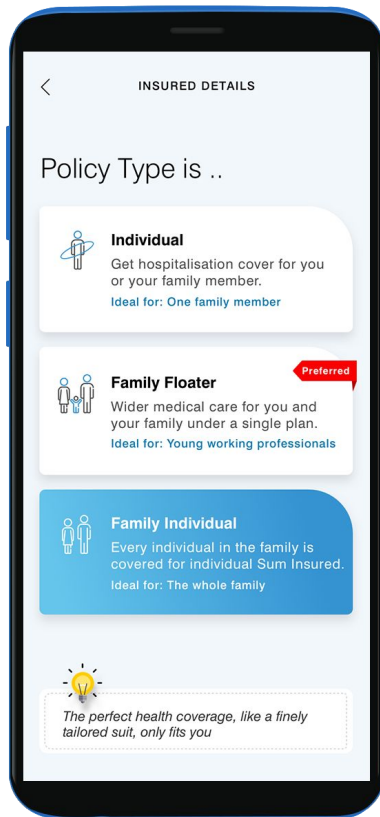 INSURED DETAILS
Policy Type is ..
Individual
Get hospitalisation cover for you
or your family member.
Ideal for: One family member
Preferred
Family Floater
Wider medical care for you and
your family under a single plan.
Ideal for: Young working professionals
Family Individual
Every individual in the family is
covered for individual Sum Insured.
Ideal for: The whole family
The perfect health coverage, like a finely
tailored suit, only fits you